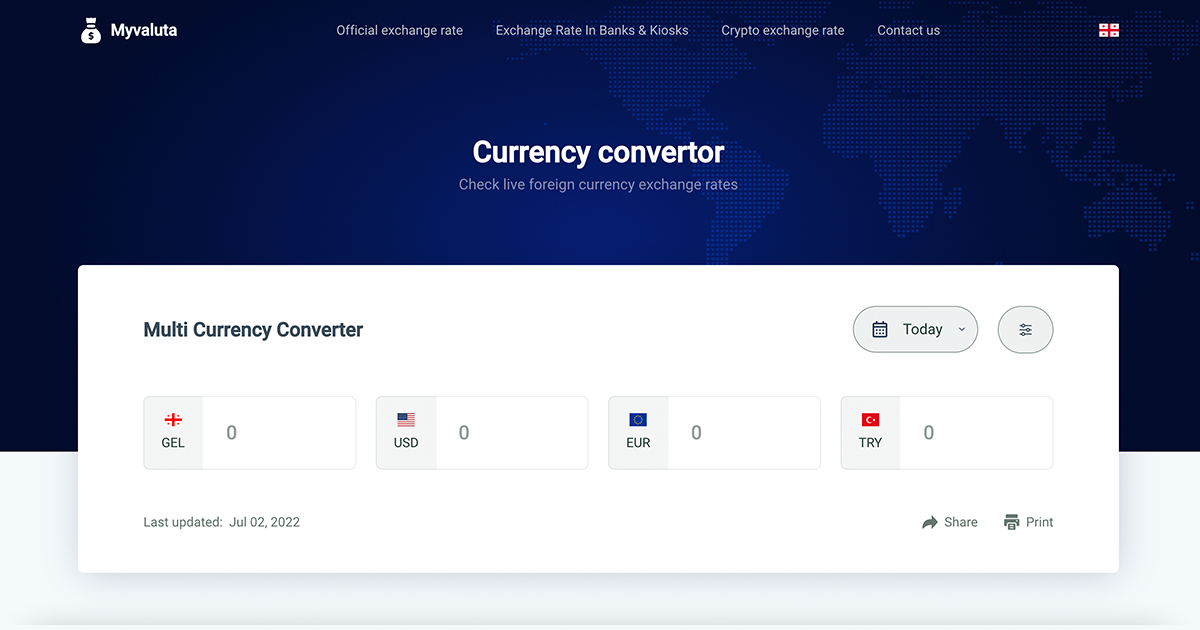 Myvaluta
Official exchange rate
Exchange Rate In Banks & Kiosks
Crypto exchange rate
Contact us
Currency convertor
Check live foreign currency exchange rates
Multi Currency Converter
Today
GEL 0
USD 0
EUR 0
TRY 0
Last updated: Jul 02, 2022
Share
Print